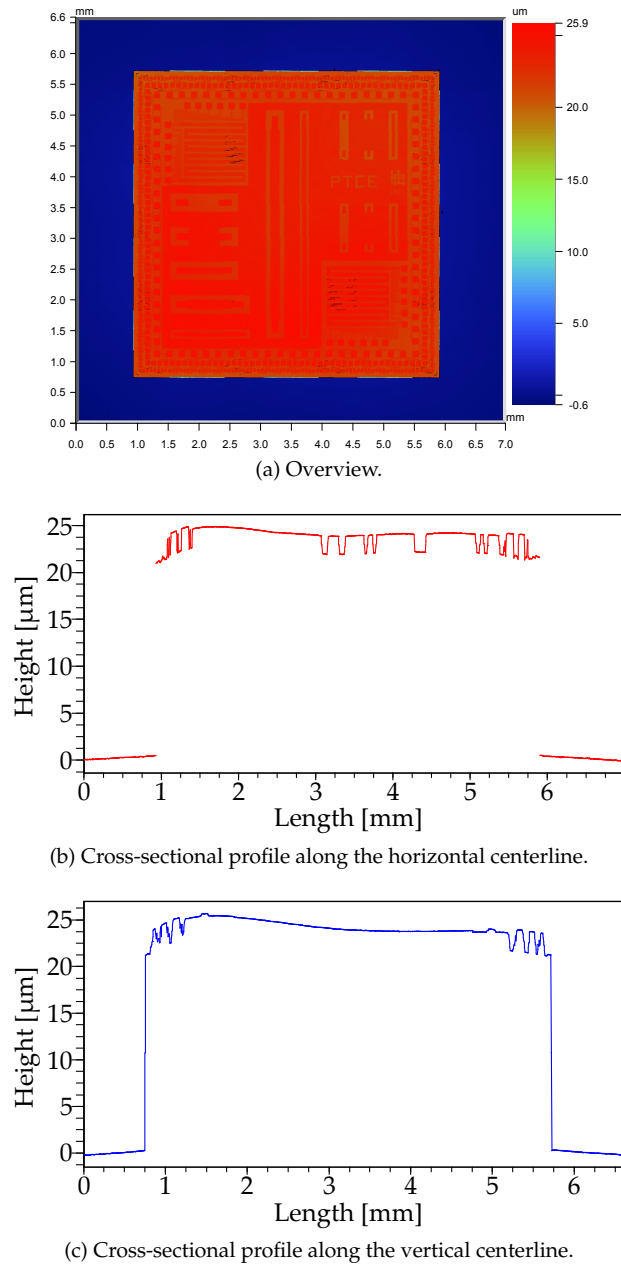 mm
6.6
6.0
5.5
5.0
4.5
4.0
3.5
3.0
2.5
2.0
1.5
1.0
0.5
0.0
PTCE
um
25.9
20.0
15.0
10.0
5.0
-0.6
mm
0.0 0.5 1.0 1.5 2.0 2.5 3.0 3.5 4.0 4.5 5.0 5.5 6.0 6.5 7.0
(a) Overview.
Height [µm]
25
20
15
10
5
0
0 1 2 3 4 5 6
Length [mm]
(b) Cross-sectional profile along the horizontal centerline.
Height [µm]
25
20
15
10
5
0
0 1 2 3 4 5 6
Length [mm]
(c) Cross-sectional profile along the vertical centerline.